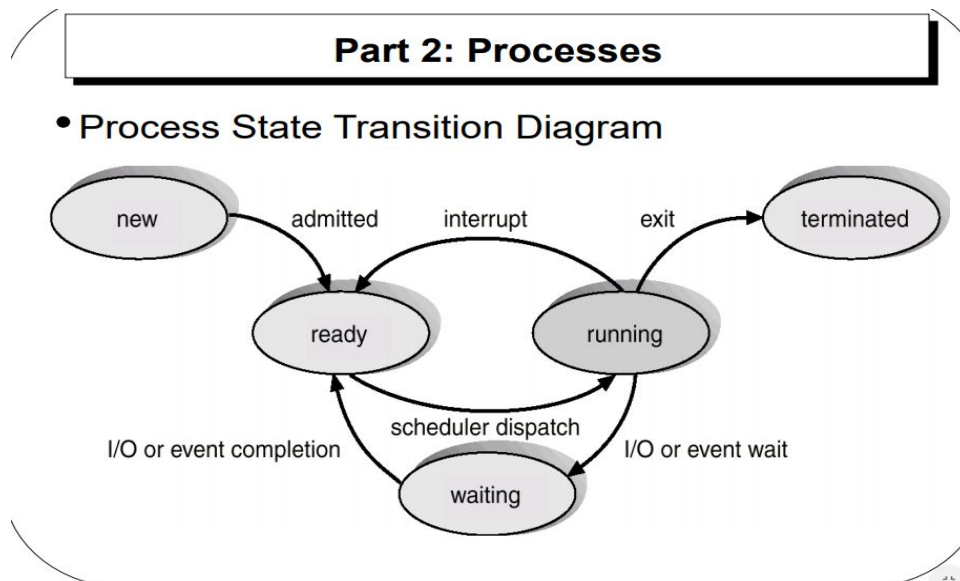 Part 2: Processes
• Process State Transition Diagram
new
admitted
interrupt
exit
terminated
ready
running
scheduler dispatch
I/O or event completion
I/O or event wait
waiting